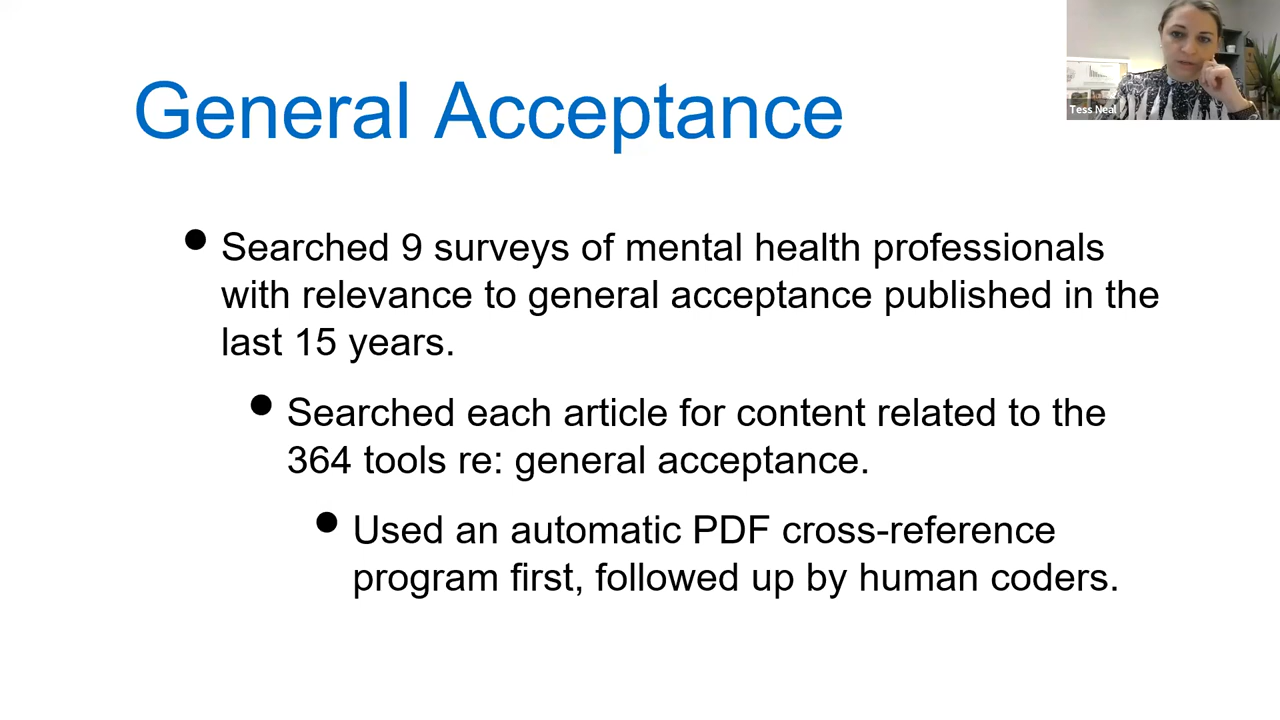 General Acceptance
Tess Neal
• Searched 9 surveys of mental health professionals
with relevance to general acceptance published in the
last 15 years.
• Searched each article for content related to the
364 tools re: general acceptance.
• Used an automatic PDF cross-reference
program first, followed up by human coders.